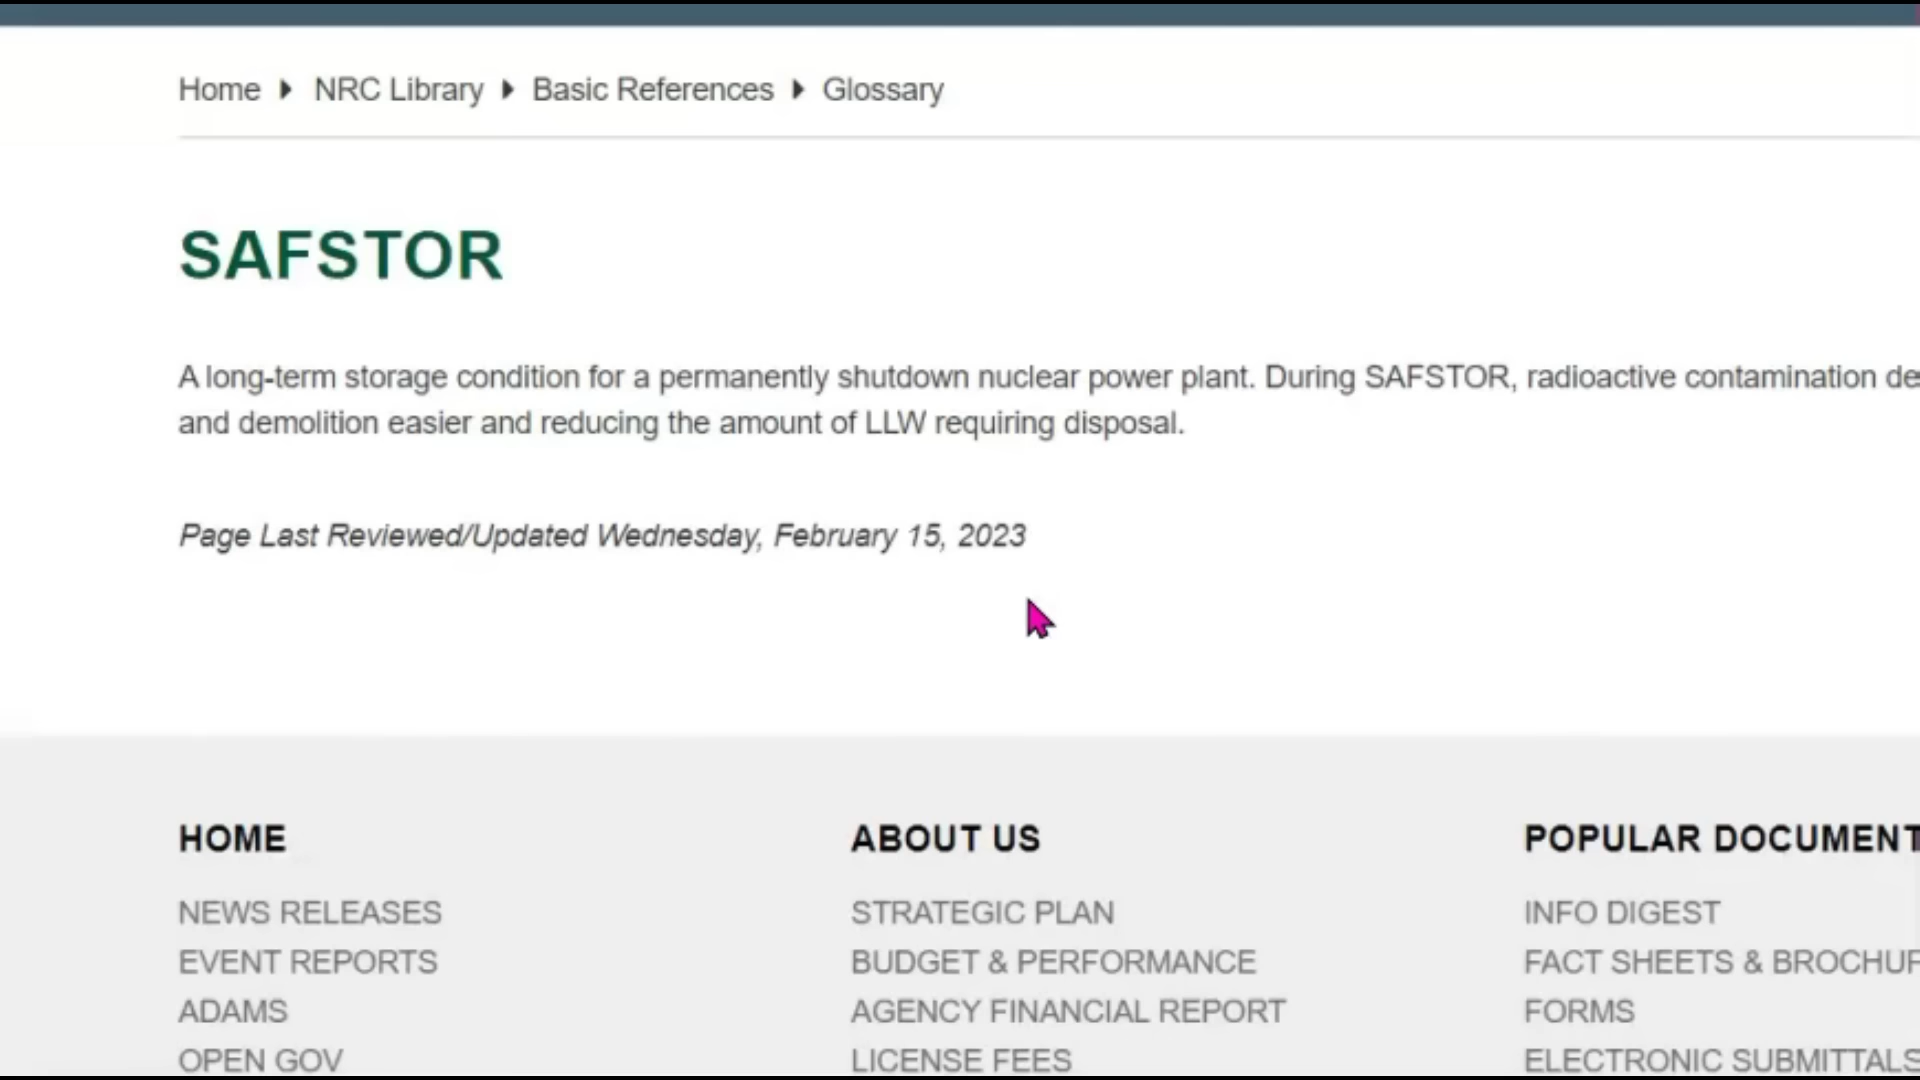 Home NRC Library Basic References Glossary
SAFSTOR
A long-term storage condition for a permanently shutdown nuclear power plant. During SAFSTOR, radioactive contamination
and demolition easier and reducing the amount of LLW requiring disposal.
Page Last Reviewed/Updated Wednesday, February 15, 2023
HOME ABOUT US POPULAR DOCUMENT
NEWS RELEASES STRATEGIC PLAN INFO DIGEST
EVENT REPORTS BUDGET & PERFORMANCE FACT SHEETS &
ADAMS AGENCY FINANCIAL REPORT FORMS
OPEN GOV LICENSE FEES ELECTRONIC SUBMITTALS